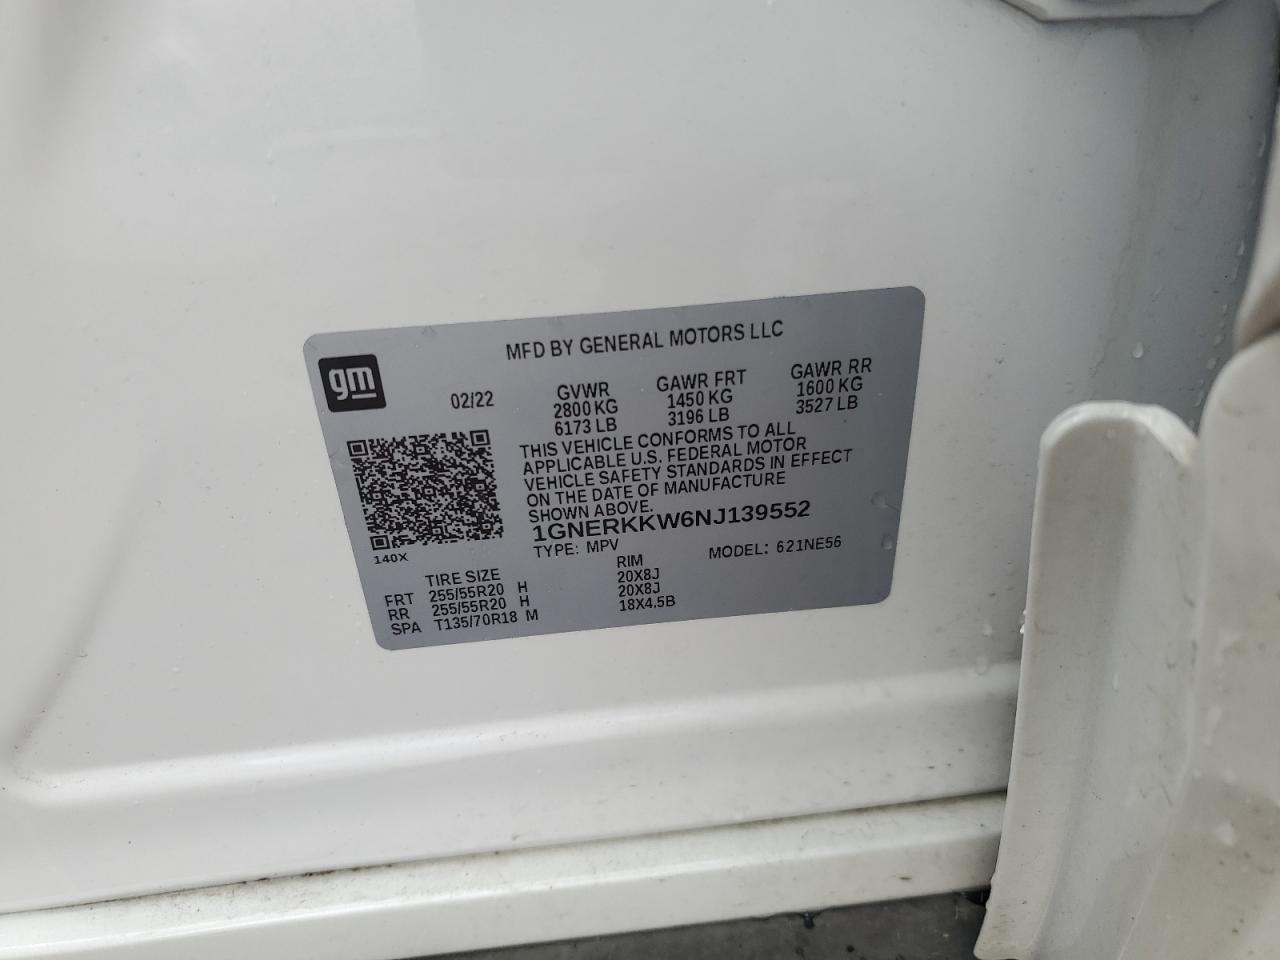 MFD BY GENERAL MOTORS LLC
gm
02/22
GVWR
2800 KG
6173 LB
GAWR FRT
1450 KG
3196 LB
GAWR RR
1600 KG
3527 LB
THIS VEHICLE CONFORMS TO ALL
APPLICABLE U.S. FEDERAL MOTOR
VEHICLE SAFETY STANDARDS IN EFFECT
ON THE DATE OF MANUFACTURE
SHOWN ABOVE.
1GNERKKW6NJ139552
TYPE: MPV
MODEL: 621NE56
140X
TIRE SIZE RIM
FRT 255/55R20 H 20X8J
RR 255/55R20 H 20X8J
SPA T135/70R18 M 18X4.5B